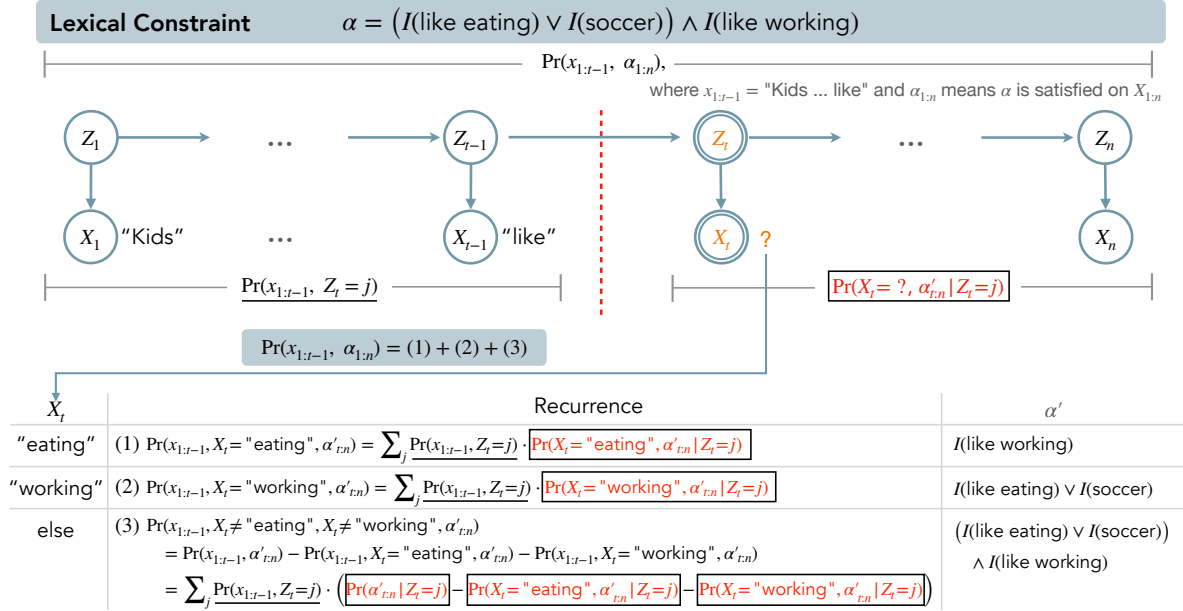 Lexical Constraint α = (I(like eating) ∨ I(soccer)) ∧ I(like working)
Pr(x₁:ₜ₋₁, α₁:ₙ),
where x₁:ₜ₋₁ = "Kids ... like" and α₁:ₙ means α is satisfied on X₁:ₙ
Z₁ ... Zₜ₋₁ Zₜ ... Zₙ
X₁ "Kids" ... Xₜ₋₁ "like" Xₜ ? Xₙ
Pr(x₁:ₜ₋₁, Zₜ = j) Pr(Xₜ = ?, α′ₜ:ₙ | Zₜ=j)
Pr(x₁:ₜ₋₁, α₁:ₙ) = (1) + (2) + (3)
Xₜ Recurrence α′
"eating" (1) Pr(x₁:ₜ₋₁, Xₜ = "eating", α′ₜ:ₙ) = ∑ⱼ Pr(x₁:ₜ₋₁, Zₜ=j) · Pr(Xₜ = "eating", α′ₜ:ₙ | Zₜ=j) I(like working)
"working" (2) Pr(x₁:ₜ₋₁, Xₜ = "working", α′ₜ:ₙ) = ∑ⱼ Pr(x₁:ₜ₋₁, Zₜ=j) · Pr(Xₜ = "working", α′ₜ:ₙ | Zₜ=j) I(like eating) ∨ I(soccer)
else (3) Pr(x₁:ₜ₋₁, Xₜ ≠ "eating", Xₜ ≠ "working", α′ₜ:ₙ) (I(like eating) ∨ I(soccer))
= Pr(x₁:ₜ₋₁, α′ₜ:ₙ) − Pr(x₁:ₜ₋₁, Xₜ = "eating", α′ₜ:ₙ) − Pr(x₁:ₜ₋₁, Xₜ = "working", α′ₜ:ₙ) ∧ I(like working)
= ∑ⱼ Pr(x₁:ₜ₋₁, Zₜ=j) · (Pr(α′ₜ:ₙ | Zₜ=j) − Pr(Xₜ = "eating", α′ₜ:ₙ | Zₜ=j) − Pr(Xₜ = "working", α′ₜ:ₙ | Zₜ=j))